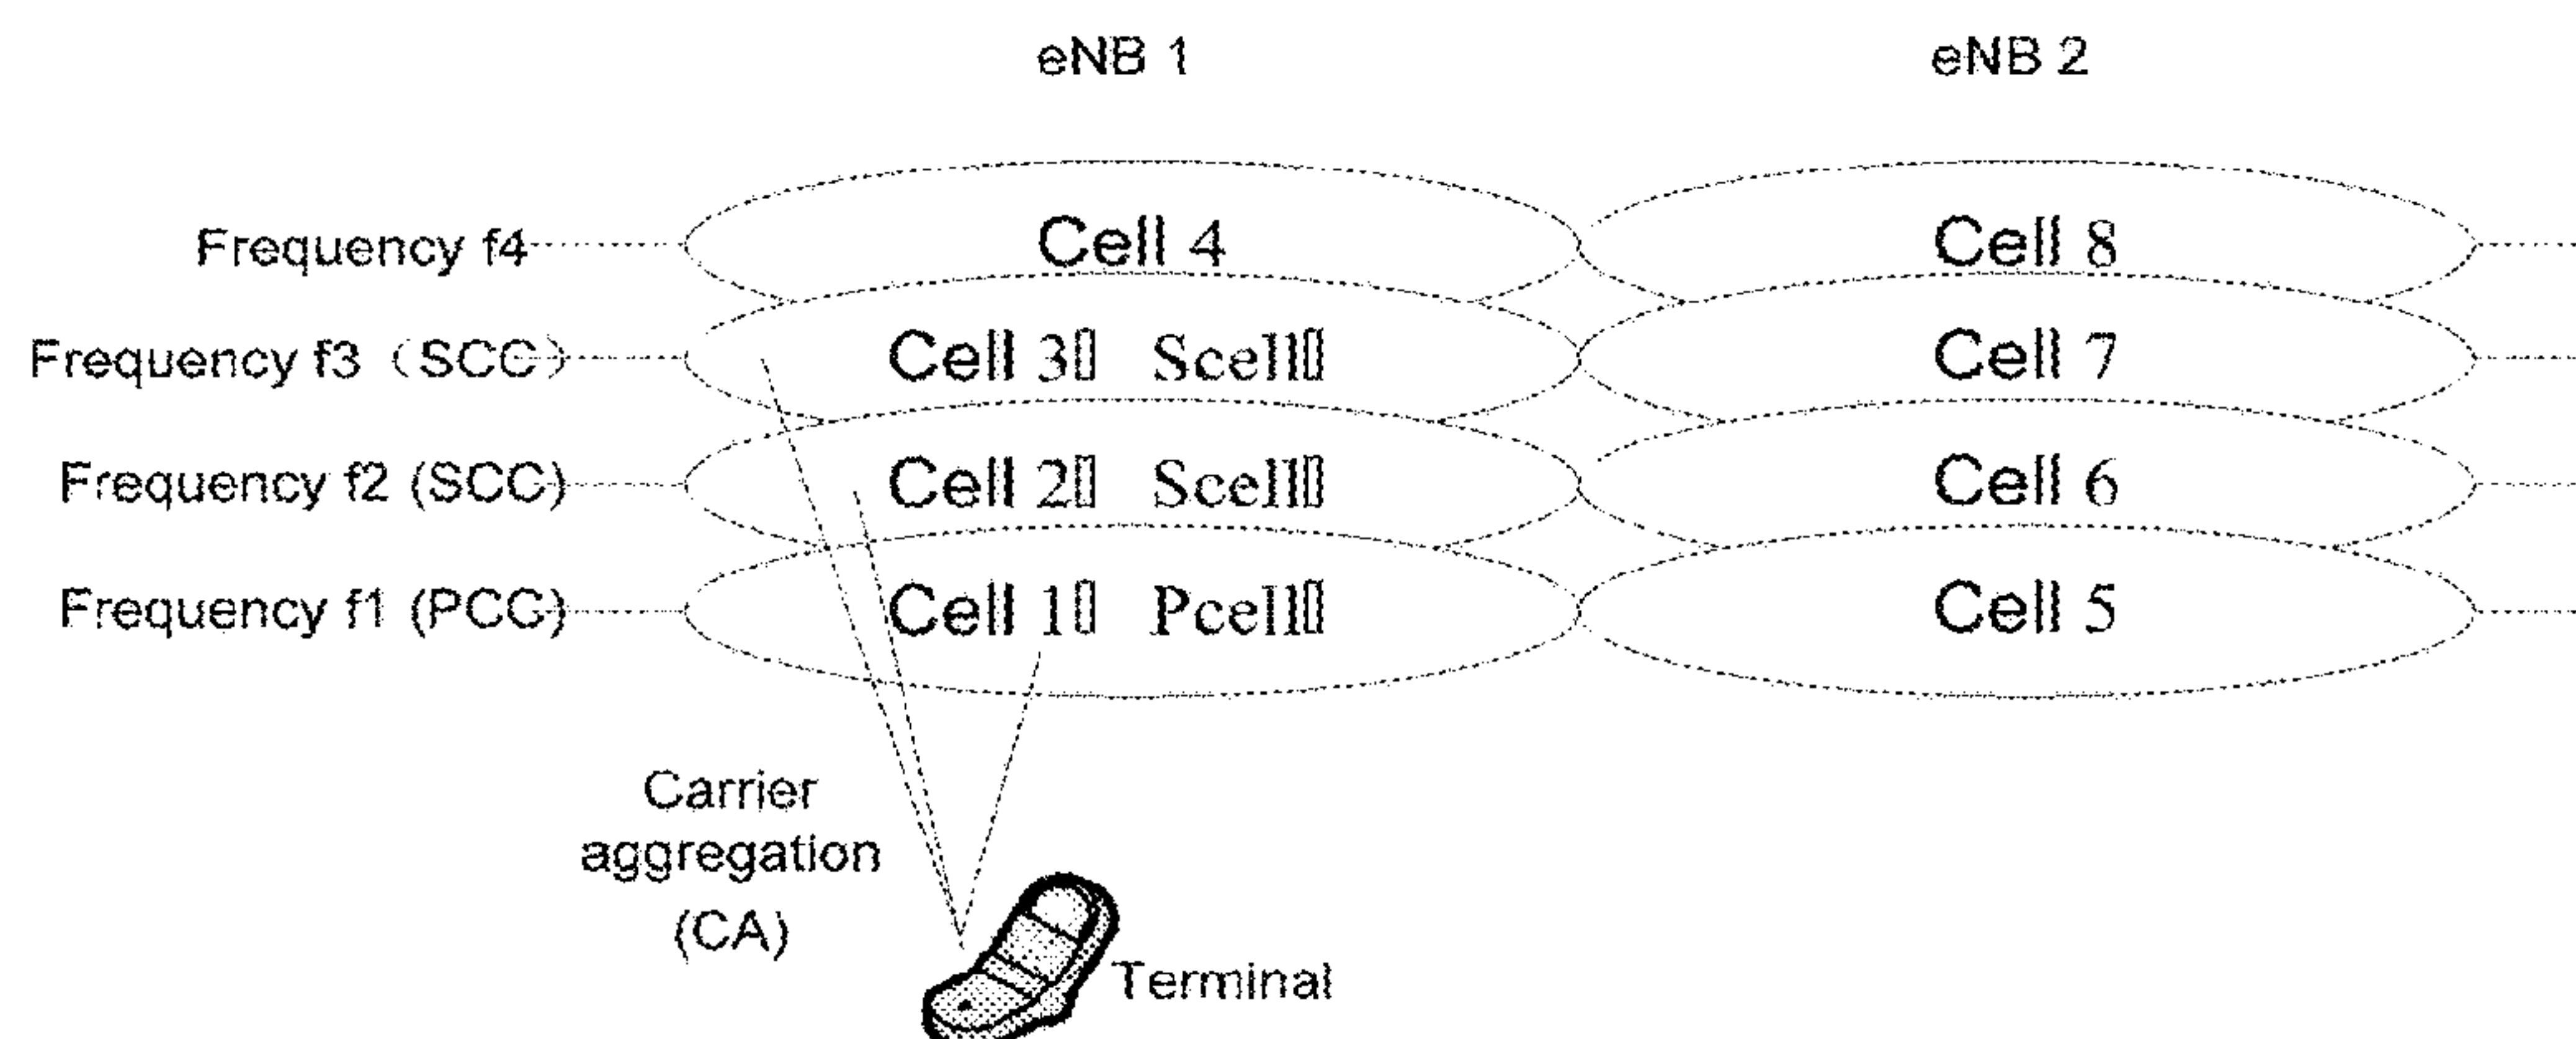 eNB 1 eNB 2
Frequency f4 Cell 4 Cell 8
Frequency f3 (SCC) Cell 3▯ Scell▯ Cell 7
Frequency f2 (SCC) Cell 2▯ Scell▯ Cell 6
Frequency f1 (PCC) Cell 1▯ Pcell▯ Cell 5
Carrier
aggregation
(CA)
Terminal